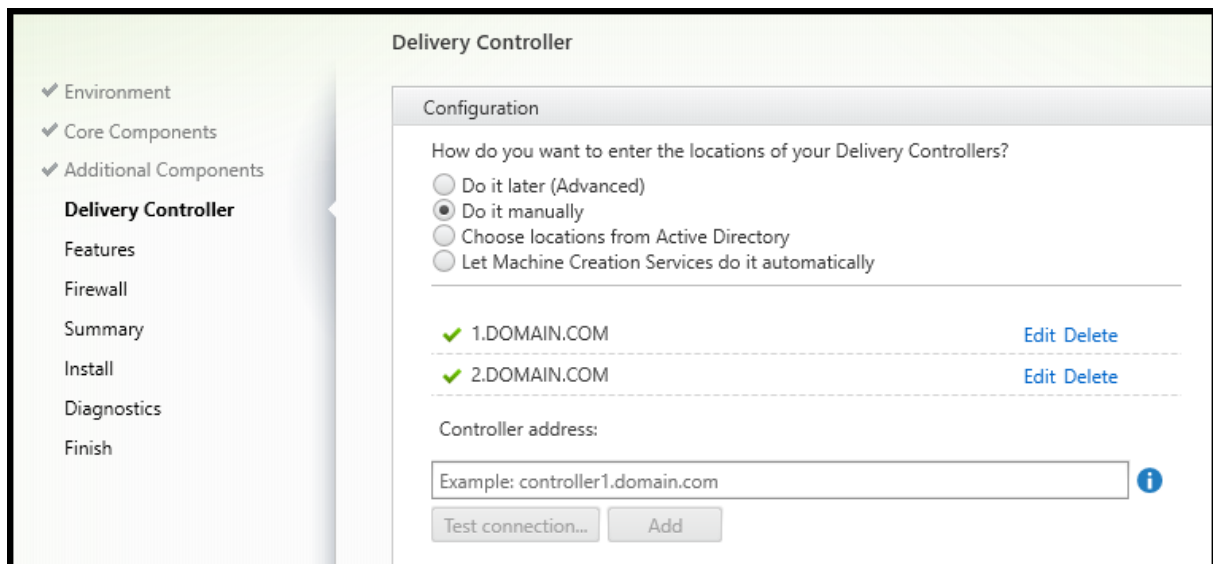 Delivery Controller
Environment
Core Components
Additional Components
Delivery Controller
Features
Firewall
Summary
Install
Diagnostics
Finish
Configuration
How do you want to enter the locations of your Delivery Controllers?
Do it later (Advanced)
Do it manually
Choose locations from Active Directory
Let Machine Creation Services do it automatically
1.DOMAIN.COM Edit Delete
2.DOMAIN.COM Edit Delete
Controller address:
Example: controller1.domain.com
Test connection... Add